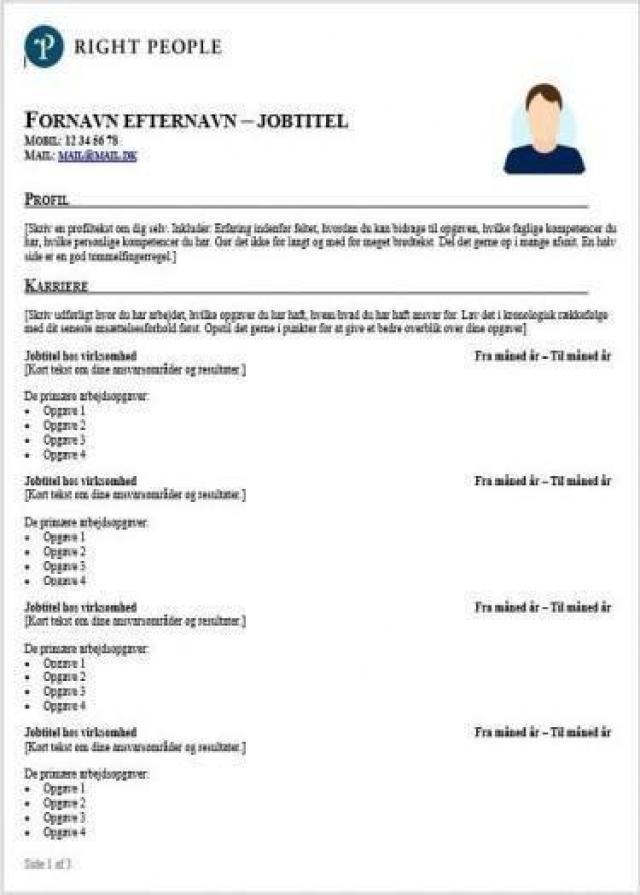 RIGHT PEOPLE
FORNAVN EFTERNAVN – JOBTITEL
MOBIL: 12 34 56 78
MAIL: MAIL@MAIL.DK
PROFIL
[Skriv en profiltekst om dig selv. Inkluder: Erfaring indenfor feltet, hvordan du kan bidrage til opgaven, hvilke faglige kompetencer du
har, hvilke personlige kompetencer du har. Gør det ikke for langt og med for meget brødtekst. Del det gerne op i mange afsnit. En halv
side er en god tommelfingerregel.]
KARRIERE
[Skriv udførligt hvor du har arbejdet, hvilke opgaver du har haft, hvem/hvad du har haft ansvar for. Lav det i kronologisk rækkefølge
med dit seneste ansættelsesforhold først. Opstil det gerne i punkter for at give et bedre overblik over dine opgaver]
Jobtitel hos virksomhed Fra måned år – Til måned år
[Kort tekst om dine ansvarsområder og resultater.]
De primære arbejdsopgaver:
• Opgave 1
• Opgave 2
• Opgave 3
• Opgave 4
Jobtitel hos virksomhed Fra måned år – Til måned år
[Kort tekst om dine ansvarsområder og resultater.]
De primære arbejdsopgaver:
• Opgave 1
• Opgave 2
• Opgave 3
• Opgave 4
Jobtitel hos virksomhed Fra måned år – Til måned år
[Kort tekst om dine ansvarsområder og resultater.]
De primære arbejdsopgaver:
• Opgave 1
• Opgave 2
• Opgave 3
• Opgave 4
Jobtitel hos virksomhed Fra måned år – Til måned år
[Kort tekst om dine ansvarsområder og resultater.]
De primære arbejdsopgaver:
• Opgave 1
• Opgave 2
• Opgave 3
• Opgave 4
Side 1 af 3